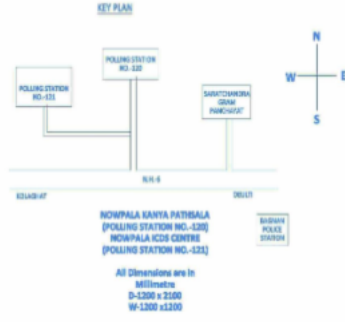 KEY PLAN
N
POLLING STATION
NO.-120
POLLING STATION
NO.-121
SARATCHANDRA
GRAM
PANCHAYAT
W
E
S
N.H.-6
KOLAGHAT
DEULTI
NOWPALA KANYA PATHSALA
(POLLING STATION NO.-120)
NOWPALA ICDS CENTRE
(POLLING STATION NO.-121)
BAGNAN
POLICE
STATION
All Dimensions are in
Millimetre
D-1200 x 2100
W-1200 x1200